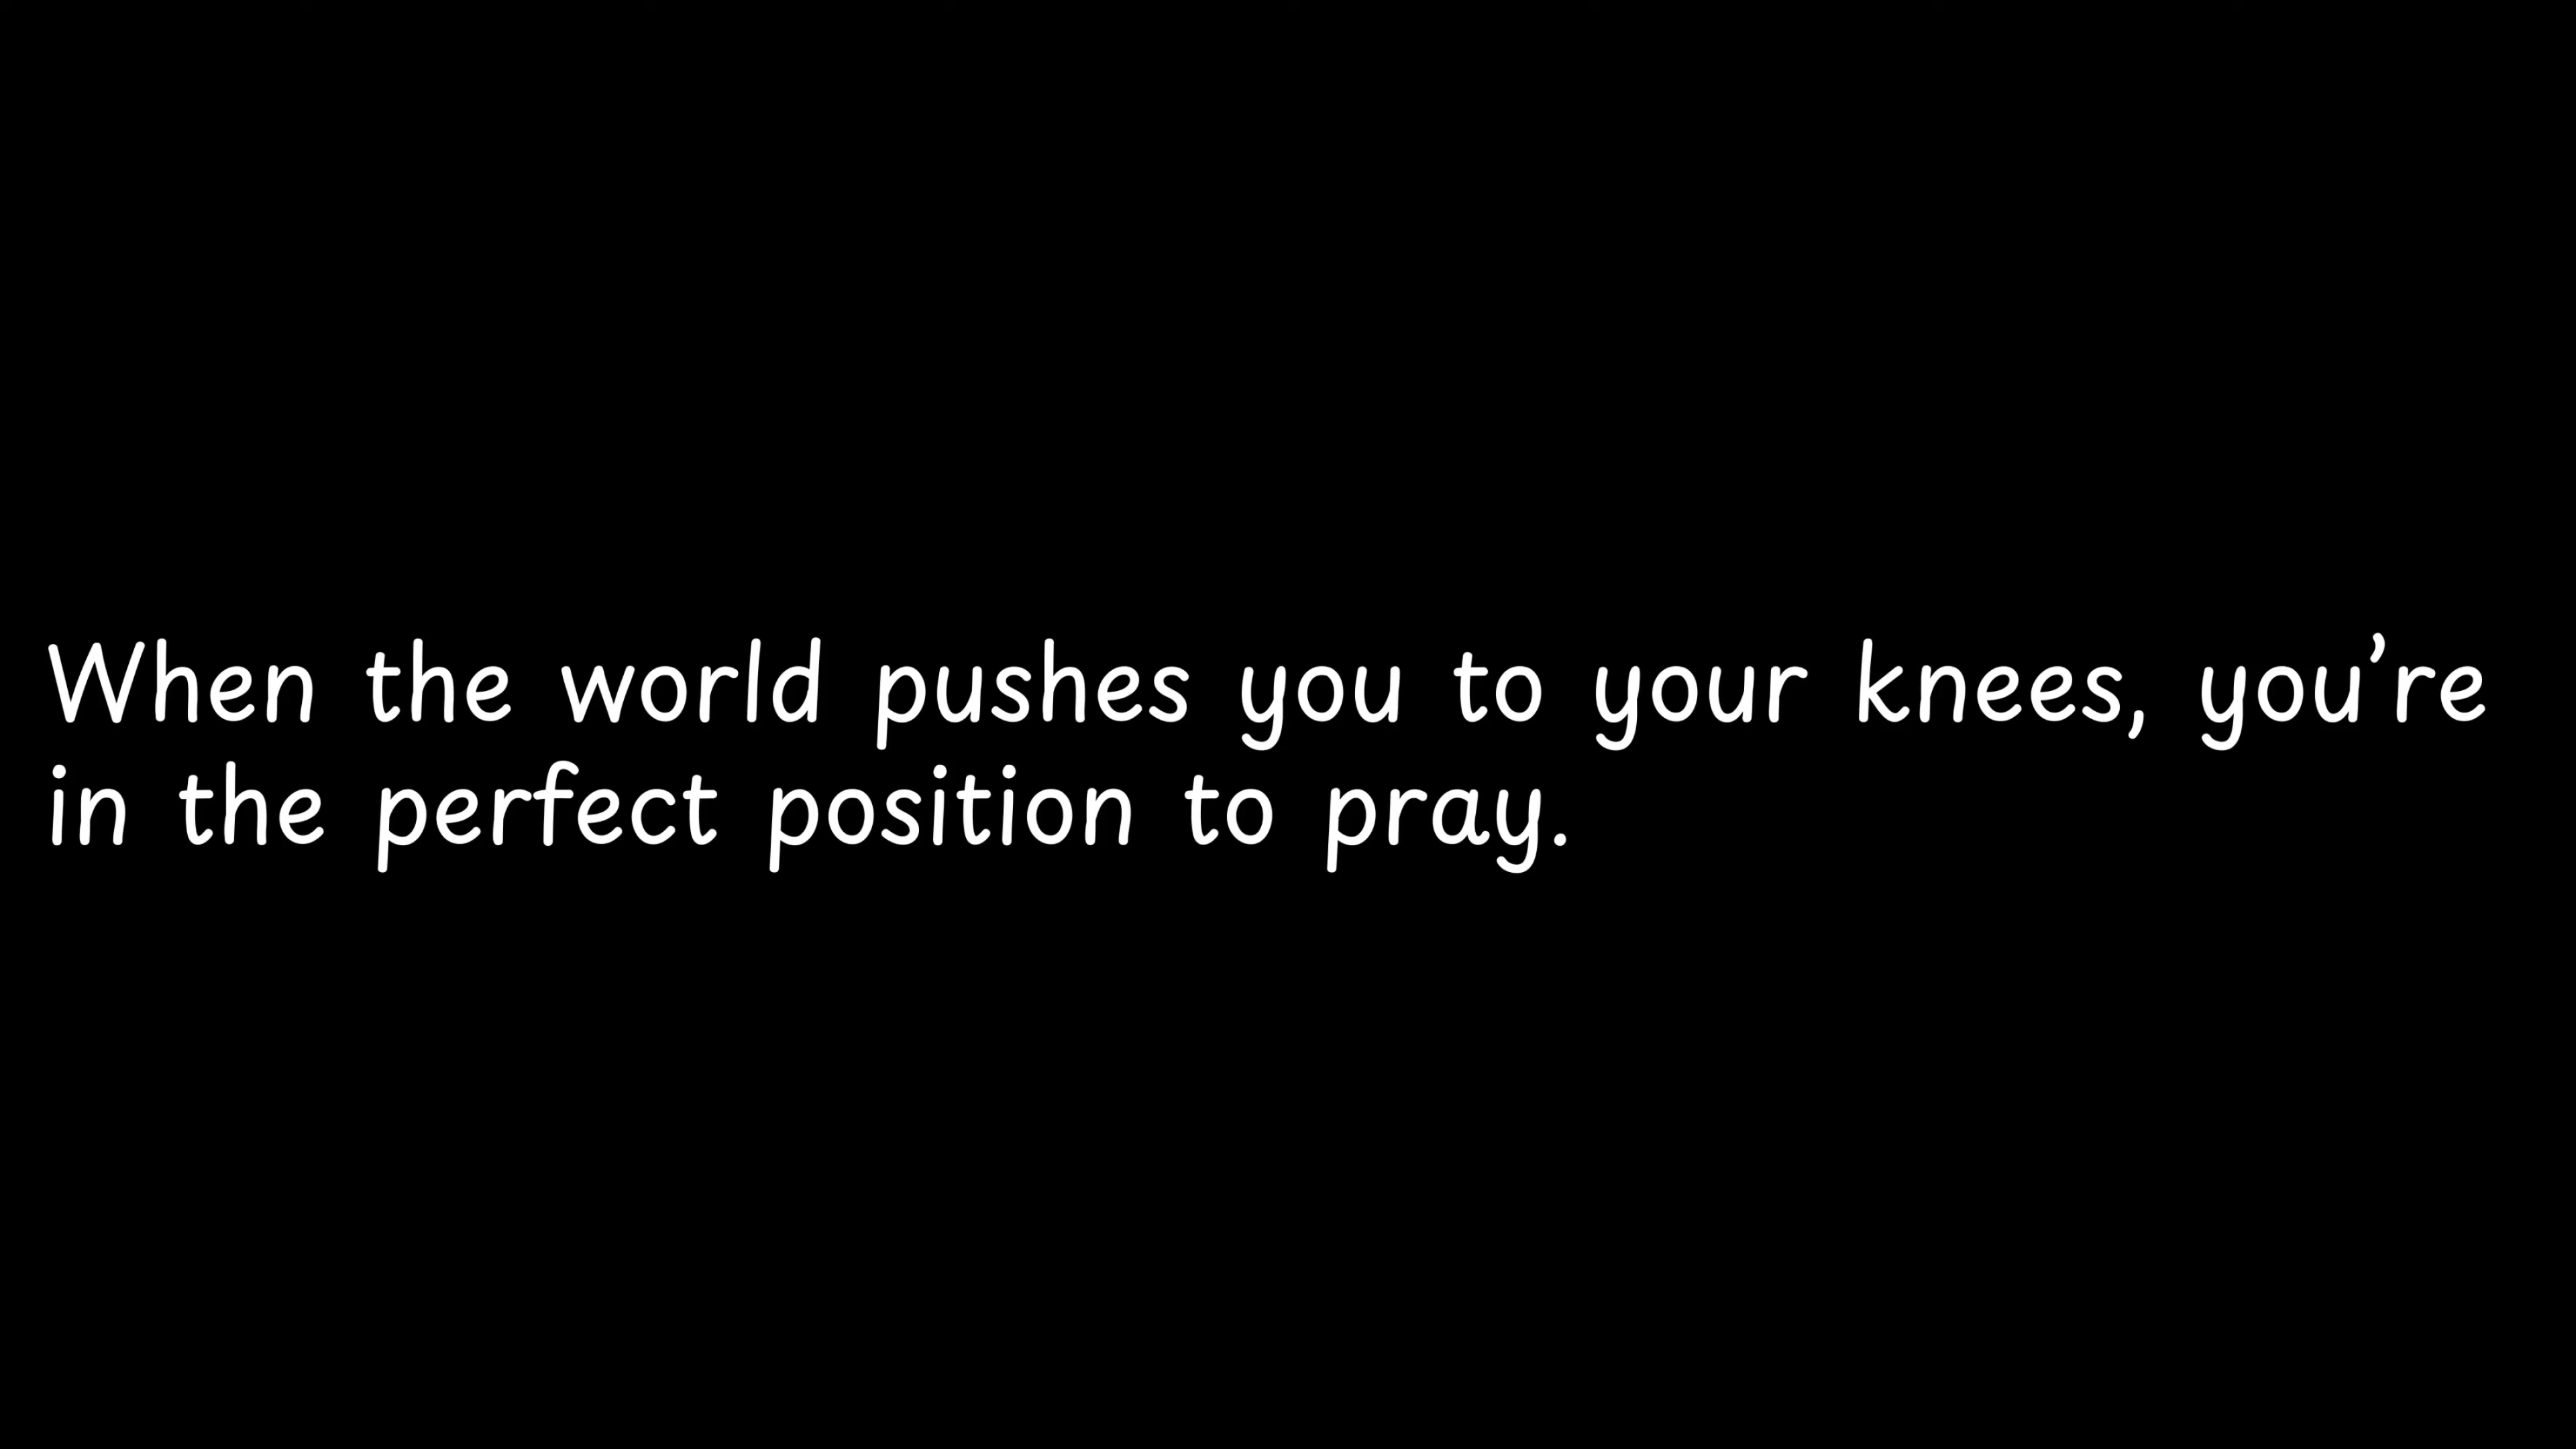 When the world pushes you to your knees, you’re
in the perfect position to pray.